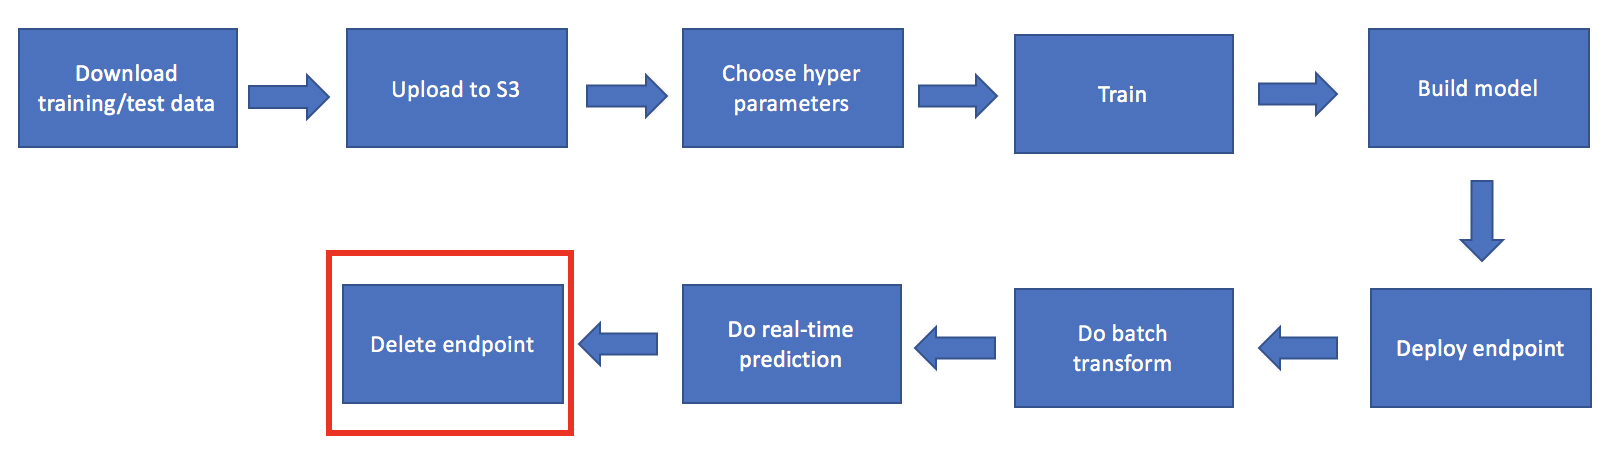 Download
training/test data
Upload to S3
Choose hyper
parameters
Train
Build model
Deploy endpoint
Do batch
transform
Do real-time
prediction
Delete endpoint